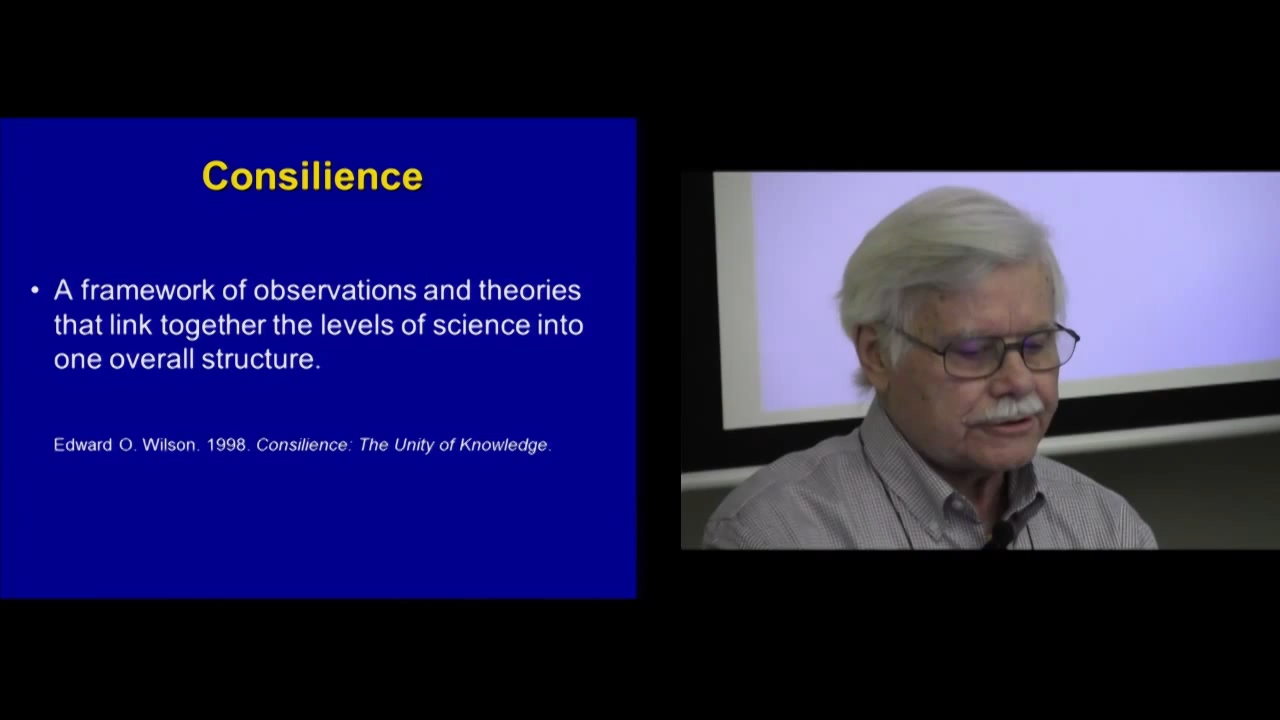 Consilience
• A framework of observations and theories
that link together the levels of science into
one overall structure.
Edward O. Wilson. 1998. Consilience: The Unity of Knowledge.